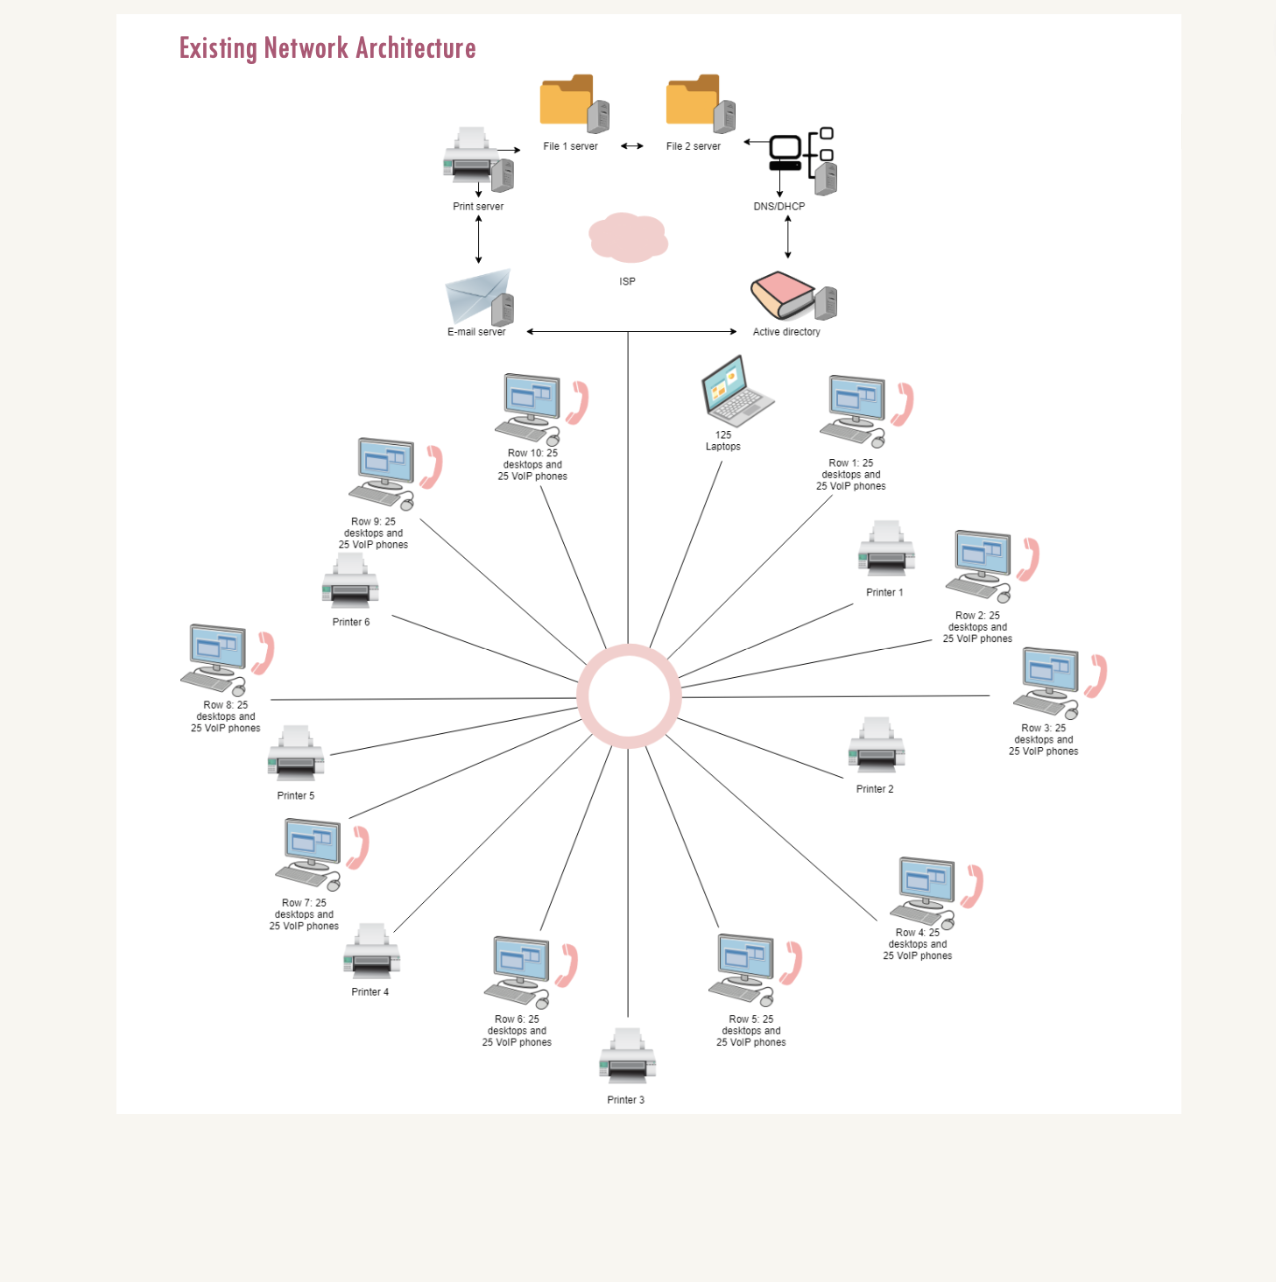 Existing Network Architecture
File 1 server
File 2 server
Print server
DNS/DHCP
ISP
E-mail server
Active directory
125
Laptops
Row 10: 25
desktops and
25 VoIP phones
Row 1: 25
desktops and
25 VoIP phones
Row 9: 25
desktops and
25 VoIP phones
Printer 1
Row 2: 25
desktops and
25 VoIP phones
Printer 6
Row 8: 25
desktops and
25 VoIP phones
Row 3: 25
desktops and
25 VoIP phones
Printer 5
Printer 2
Row 7: 25
desktops and
25 VoIP phones
Row 4: 25
desktops and
25 VoIP phones
Printer 4
Row 6: 25
desktops and
25 VoIP phones
Row 5: 25
desktops and
25 VoIP phones
Printer 3